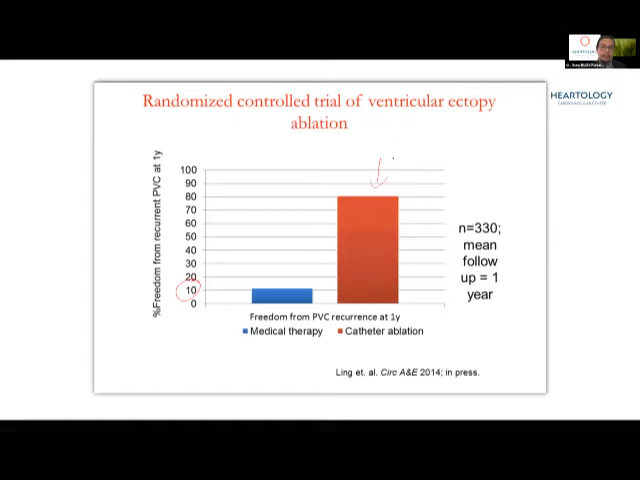 HEARTOLOGY
CARDIOVASCULAR CENTER
Randomized controlled trial of ventricular ectopy
ablation
%Freedom from recurrent PVC at 1y
100
90
80
70
60
50
40
30
20
10
0
n=330;
mean
follow
up = 1
year
Freedom from PVC recurrence at 1y
Medical therapy
Catheter ablation
Ling et. al. Circ A&E 2014; in press.